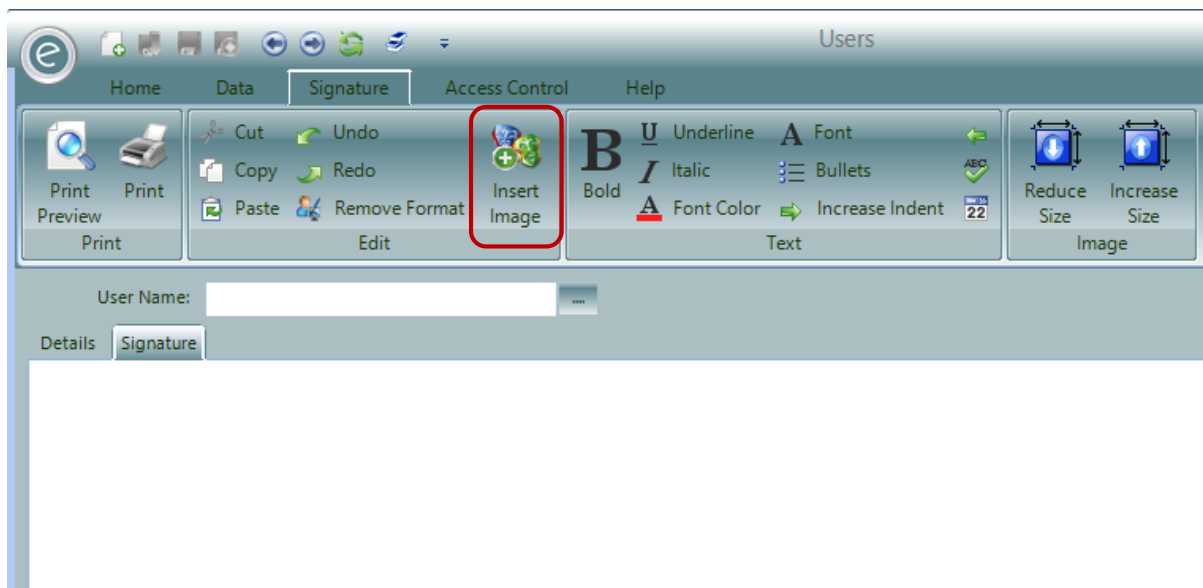 Users
e
Home Data Signature Access Control Help
Cut Undo B U Underline A Font
Copy Redo I Italic Bullets ABC
Print Preview Print Paste Remove Format Insert Image Bold A Font Color Increase Indent 22 Reduce Size Increase Size
Print Edit Text Image
User Name: ....
Details Signature